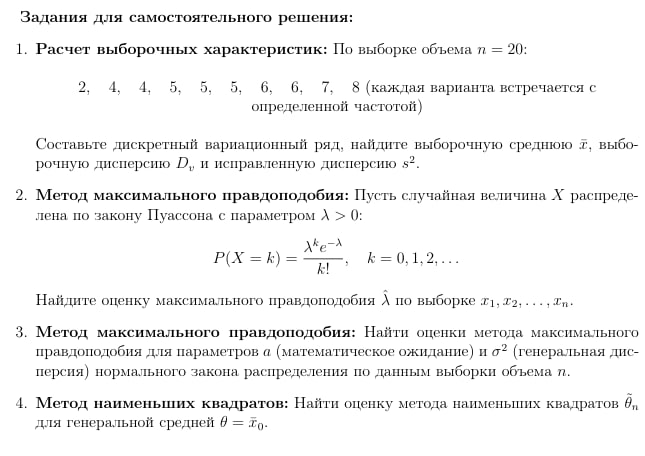 Задания для самостоятельного решения:
1. Расчет выборочных характеристик: По выборке объема n = 20:
2, 4, 4, 5, 5, 5, 6, 6, 7, 8 (каждая варианта встречается с
определенной частотой)
Составьте дискретный вариационный ряд, найдите выборочную среднюю x̄, выбо-
рочную дисперсию Dᵥ и исправленную дисперсию s².
2. Метод максимального правдоподобия: Пусть случайная величина X распреде-
лена по закону Пуассона с параметром λ > 0:
P(X = k) = λᵏe^{−λ}/k!, k = 0, 1, 2, . . .
Найдите оценку максимального правдоподобия λ̂ по выборке x₁, x₂, . . . , xₙ.
3. Метод максимального правдоподобия: Найти оценки метода максимального
правдоподобия для параметров a (математическое ожидание) и σ² (генеральная дис-
персия) нормального закона распределения по данным выборки объема n.
4. Метод наименьших квадратов: Найти оценку метода наименьших квадратов θ̃ₙ
для генеральной средней θ = x̄₀.